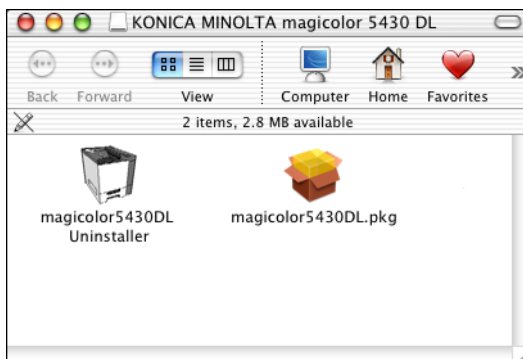 KONICA MINOLTA magicolor 5430 DL
Back Forward View Computer Home Favorites
2 items, 2.8 MB available
magicolor5430DL Uninstaller
magicolor5430DL.pkg